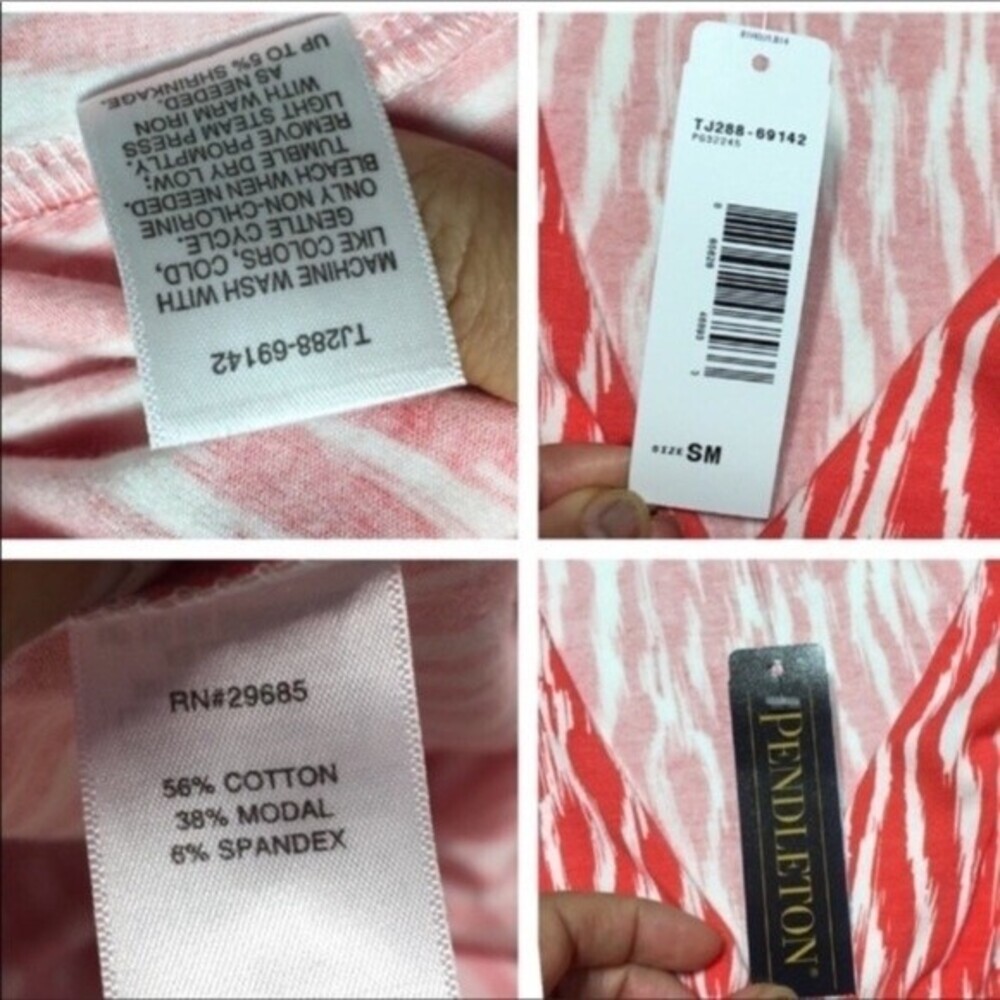 TJ288-69142
MACHINE WASH WITH
LIKE COLORS, COLD,
GENTLE CYCLE.
ONLY NON-CHLORINE
BLEACH WHEN NEEDED.
TUMBLE DRY LOW;
REMOVE PROMPTLY.
LIGHT STEAM PRESS
WITH WARM IRON
AS NEEDED.
UP TO 5% SHRINKAGE.
TJ288-69142
PG32245
SIZE SM
RN#29685
56% COTTON
38% MODAL
6% SPANDEX
PENDLETON®